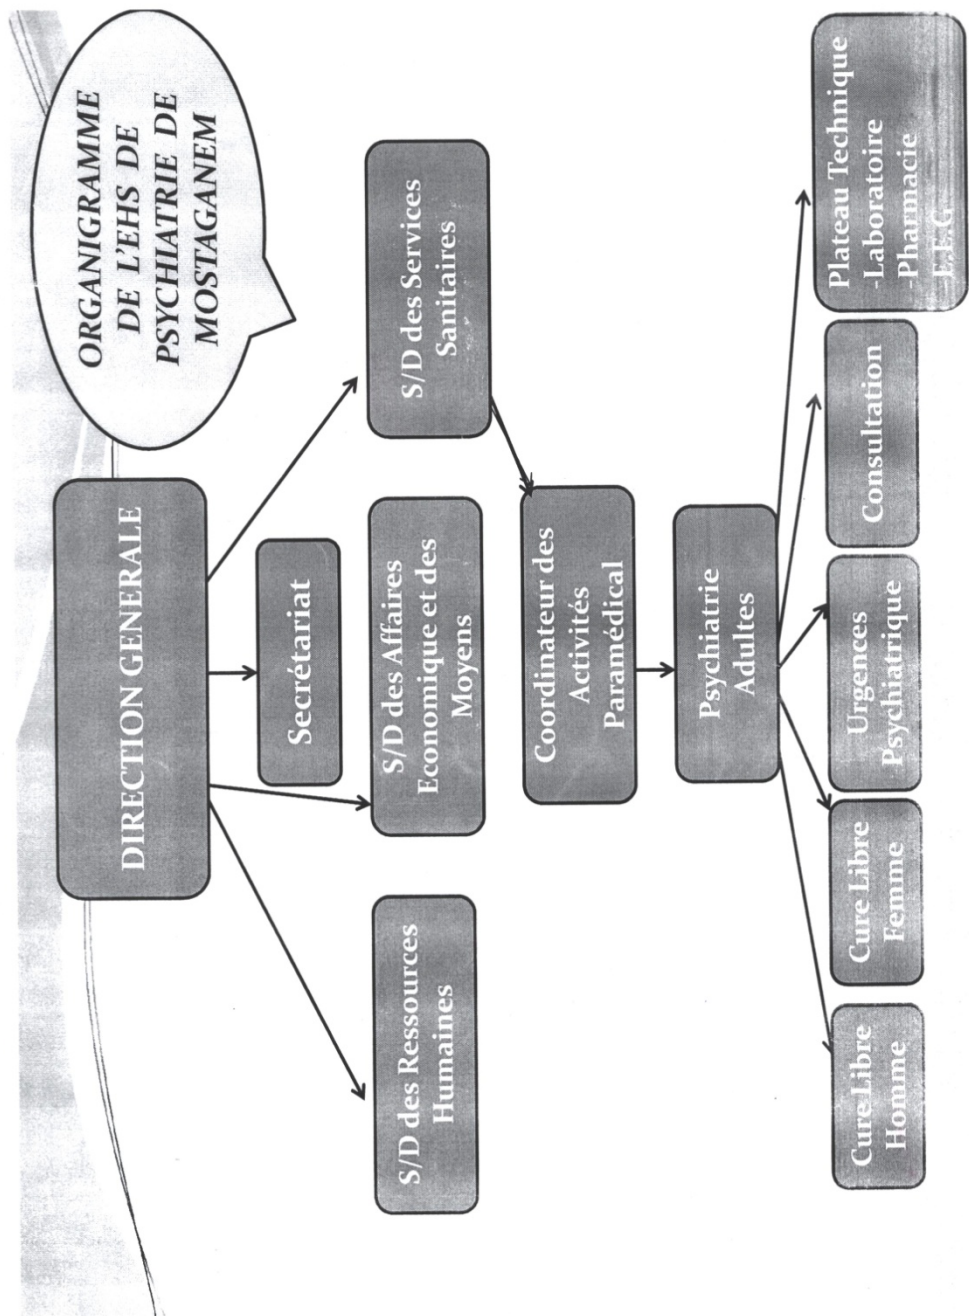 ORGANIGRAMME
DE L'EHS DE
PSYCHIATRIE DE
MOSTAGANEM
DIRECTION GENERALE
Secrétariat
S/D des Ressources
Humaines
S/D des Affaires
Economique et des
Moyens
S/D des Services
Sanitaires
Coordinateur des
Activités
Paramédical
Psychiatrie
Adultes
Cure Libre
Homme
Cure Libre
Femme
Urgences
Psychiatrique
Consultation
Plateau Technique
-Laboratoire
-Pharmacie
-E.E.G